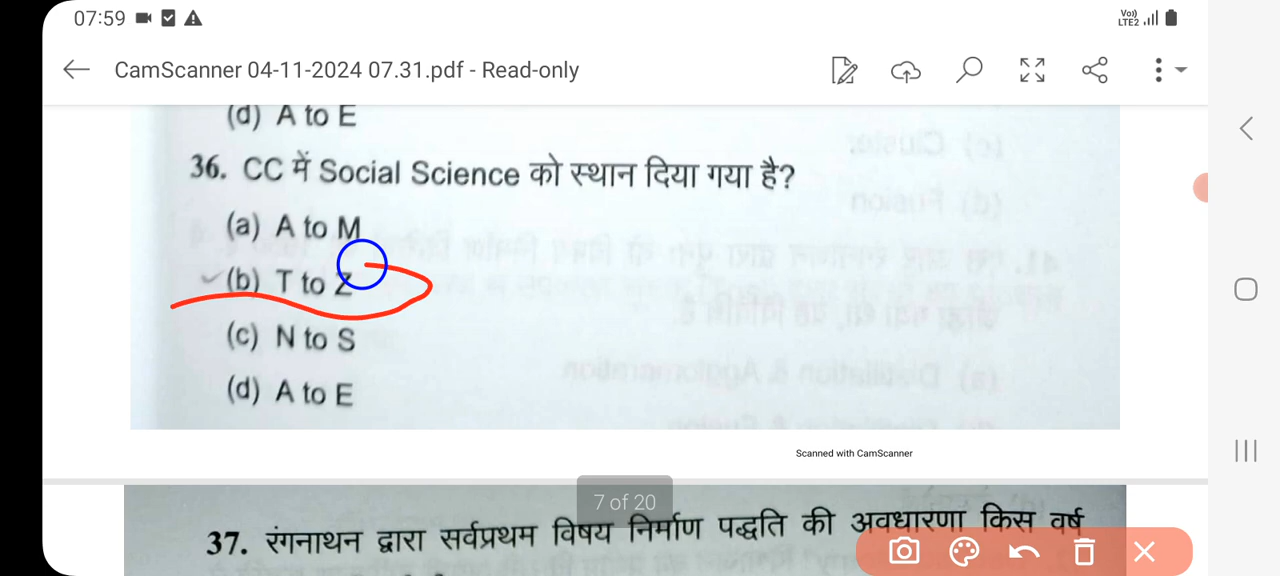 07:59
Vo)) LTE2
CamScanner 04-11-2024 07.31.pdf - Read-only
(d) A to E
36. CC में Social Science को स्थान दिया गया है?
(a) A to M
(b) T to Z
(c) N to S
(d) A to E
Scanned with CamScanner
7 of 20
37. रंगनाथन द्वारा सर्वप्रथम विषय निर्माण पद्धति की अवधारणा किस वर्ष